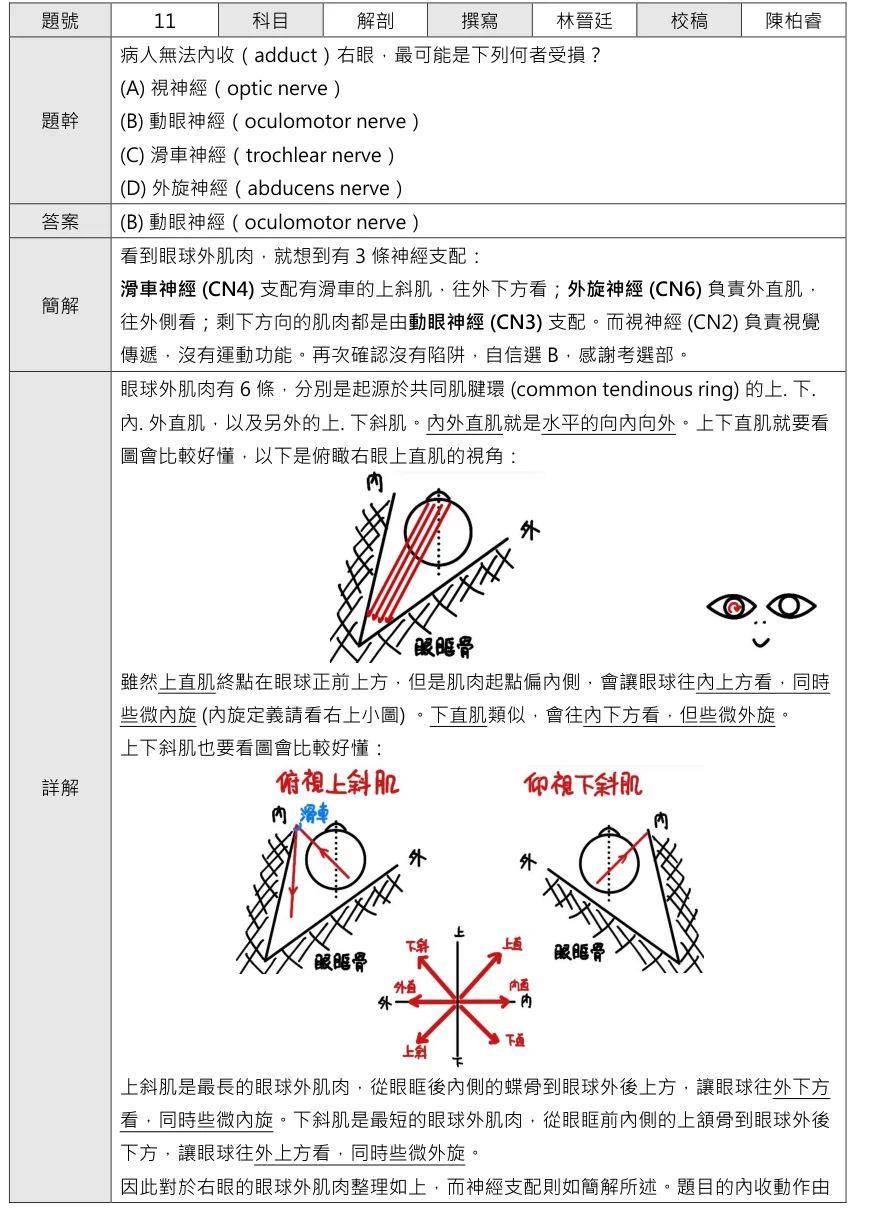 題號 11 科目 解剖 撰寫 林晉廷 校稿 陳柏睿
題幹
病人無法內收（adduct）右眼，最可能是下列何者受損？
(A) 視神經（optic nerve）
(B) 動眼神經（oculomotor nerve）
(C) 滑車神經（trochlear nerve）
(D) 外旋神經（abducens nerve）
答案
(B) 動眼神經（oculomotor nerve）
簡解
看到眼球外肌肉，就想到有 3 條神經支配：
滑車神經 (CN4) 支配有滑車的上斜肌，往外下方看；外旋神經 (CN6) 負責外直肌，
往外側看；剩下方向的肌肉都是由動眼神經 (CN3) 支配。而視神經 (CN2) 負責視覺
傳遞，沒有運動功能。再次確認沒有陷阱，自信選 B，感謝考選部。
詳解
眼球外肌肉有 6 條，分別是起源於共同肌腱環 (common tendinous ring) 的上. 下.
內. 外直肌，以及另外的上. 下斜肌。內外直肌就是水平的向內向外。上下直肌就要看
圖會比較好懂，以下是俯瞰右眼上直肌的視角：
內
外
眼眶骨
雖然上直肌終點在眼球正前上方，但是肌肉起點偏內側，會讓眼球往內上方看，同時
些微內旋 (內旋定義請看右上小圖) 。下直肌類似，會往內下方看，但些微外旋。
上下斜肌也要看圖會比較好懂：
俯視上斜肌
仰視下斜肌
內 滑車
外
眼眶骨
內
外
眼眶骨
上
下斜 上直
外直 內直
外 內
上斜 下直
下
上斜肌是最長的眼球外肌肉，從眼眶後內側的蝶骨到眼球外後上方，讓眼球往外下方
看，同時些微內旋。下斜肌是最短的眼球外肌肉，從眼眶前內側的上頷骨到眼球外後
下方，讓眼球往外上方看，同時些微外旋。
因此對於右眼的眼球外肌肉整理如上，而神經支配則如簡解所述。題目的內收動作由